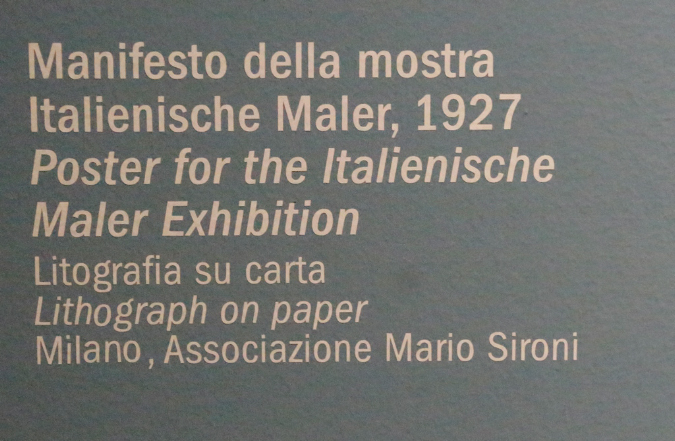 Manifesto della mostra
Italienische Maler, 1927
Poster for the Italienische
Maler Exhibition
Litografia su carta
Lithograph on paper
Milano, Associazione Mario Sironi